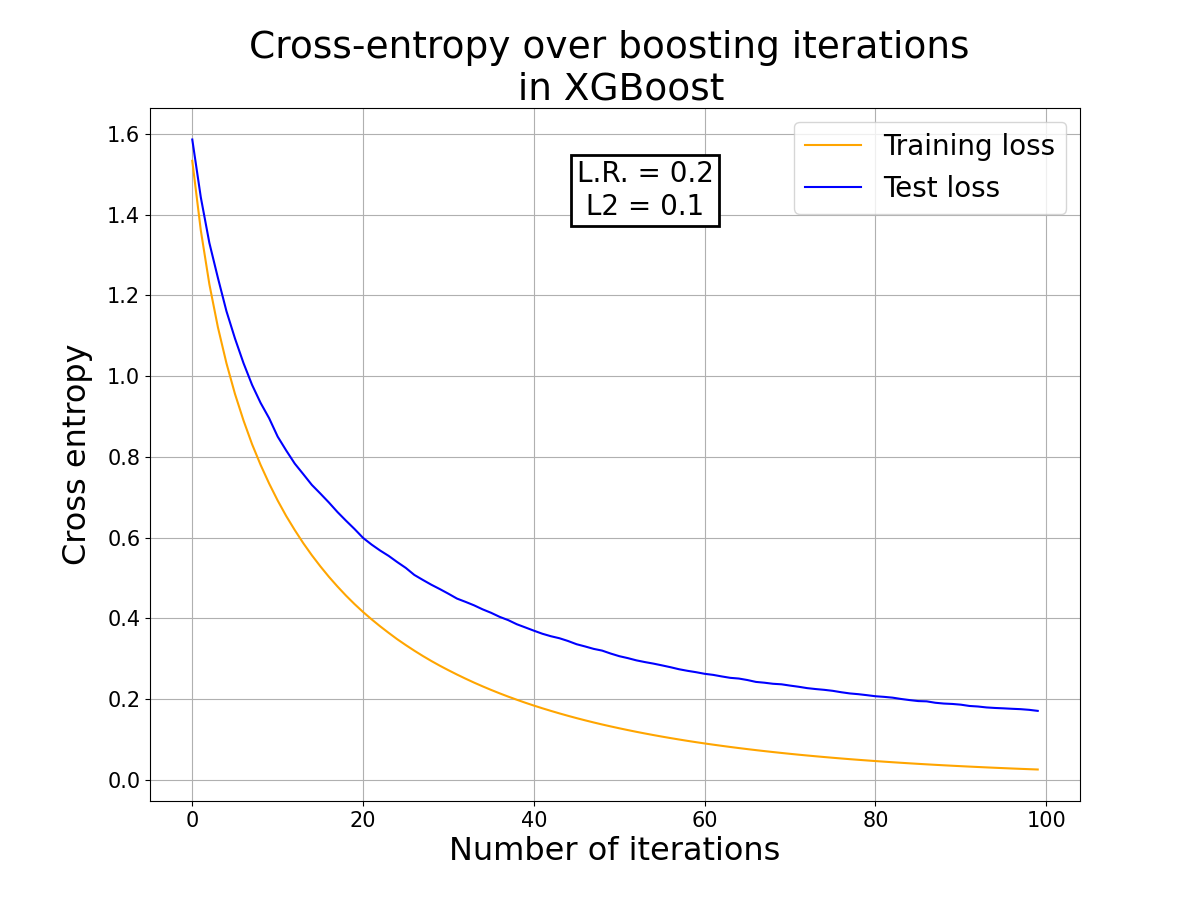 Cross-entropy over boosting iterations
in XGBoost
1.6
1.4
1.2
1.0
0.8
0.6
0.4
0.2
0.0
Cross entropy
L.R. = 0.2
L2 = 0.1
Training loss
Test loss
0 20 40 60 80 100
Number of iterations